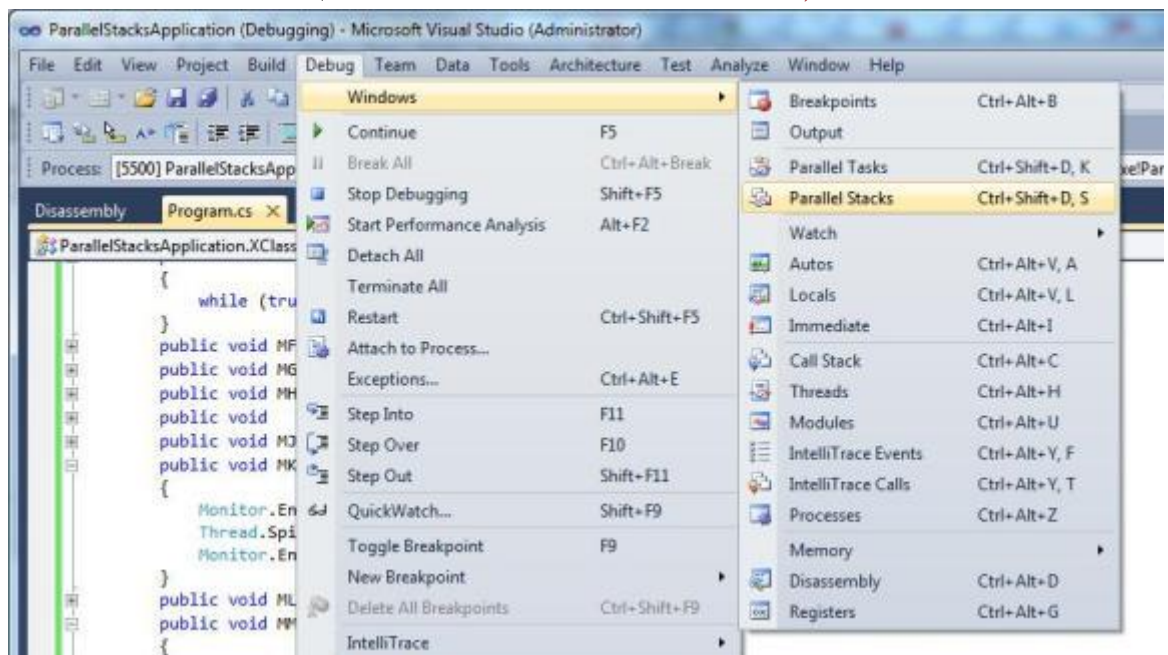 ParallelStacksApplication (Debugging) - Microsoft Visual Studio (Administrator)
File Edit View Project Build Debug Team Data Tools Architecture Test Analyze Window Help
Process: [5500] ParallelStacksApp
xe!Par
Disassembly Program.cs
ParallelStacksApplication.XClass
{
while (tru
}
public void MF
public void MG
public void MH
public void
public void MJ
public void MK
{
Monitor.En
Thread.Spi
Monitor.En
}
public void ML
public void MM
{
Windows
Continue F5
Break All Ctrl+Alt+Break
Stop Debugging Shift+F5
Start Performance Analysis Alt+F2
Detach All
Terminate All
Restart Ctrl+Shift+F5
Attach to Process...
Exceptions... Ctrl+Alt+E
Step Into F11
Step Over F10
Step Out Shift+F11
QuickWatch... Shift+F9
Toggle Breakpoint F9
New Breakpoint
Delete All Breakpoints Ctrl+Shift+F9
IntelliTrace
Breakpoints Ctrl+Alt+B
Output
Parallel Tasks Ctrl+Shift+D, K
Parallel Stacks Ctrl+Shift+D, S
Watch
Autos Ctrl+Alt+V, A
Locals Ctrl+Alt+V, L
Immediate Ctrl+Alt+I
Call Stack Ctrl+Alt+C
Threads Ctrl+Alt+H
Modules Ctrl+Alt+U
IntelliTrace Events Ctrl+Alt+Y, F
IntelliTrace Calls Ctrl+Alt+Y, T
Processes Ctrl+Alt+Z
Memory
Disassembly Ctrl+Alt+D
Registers Ctrl+Alt+G